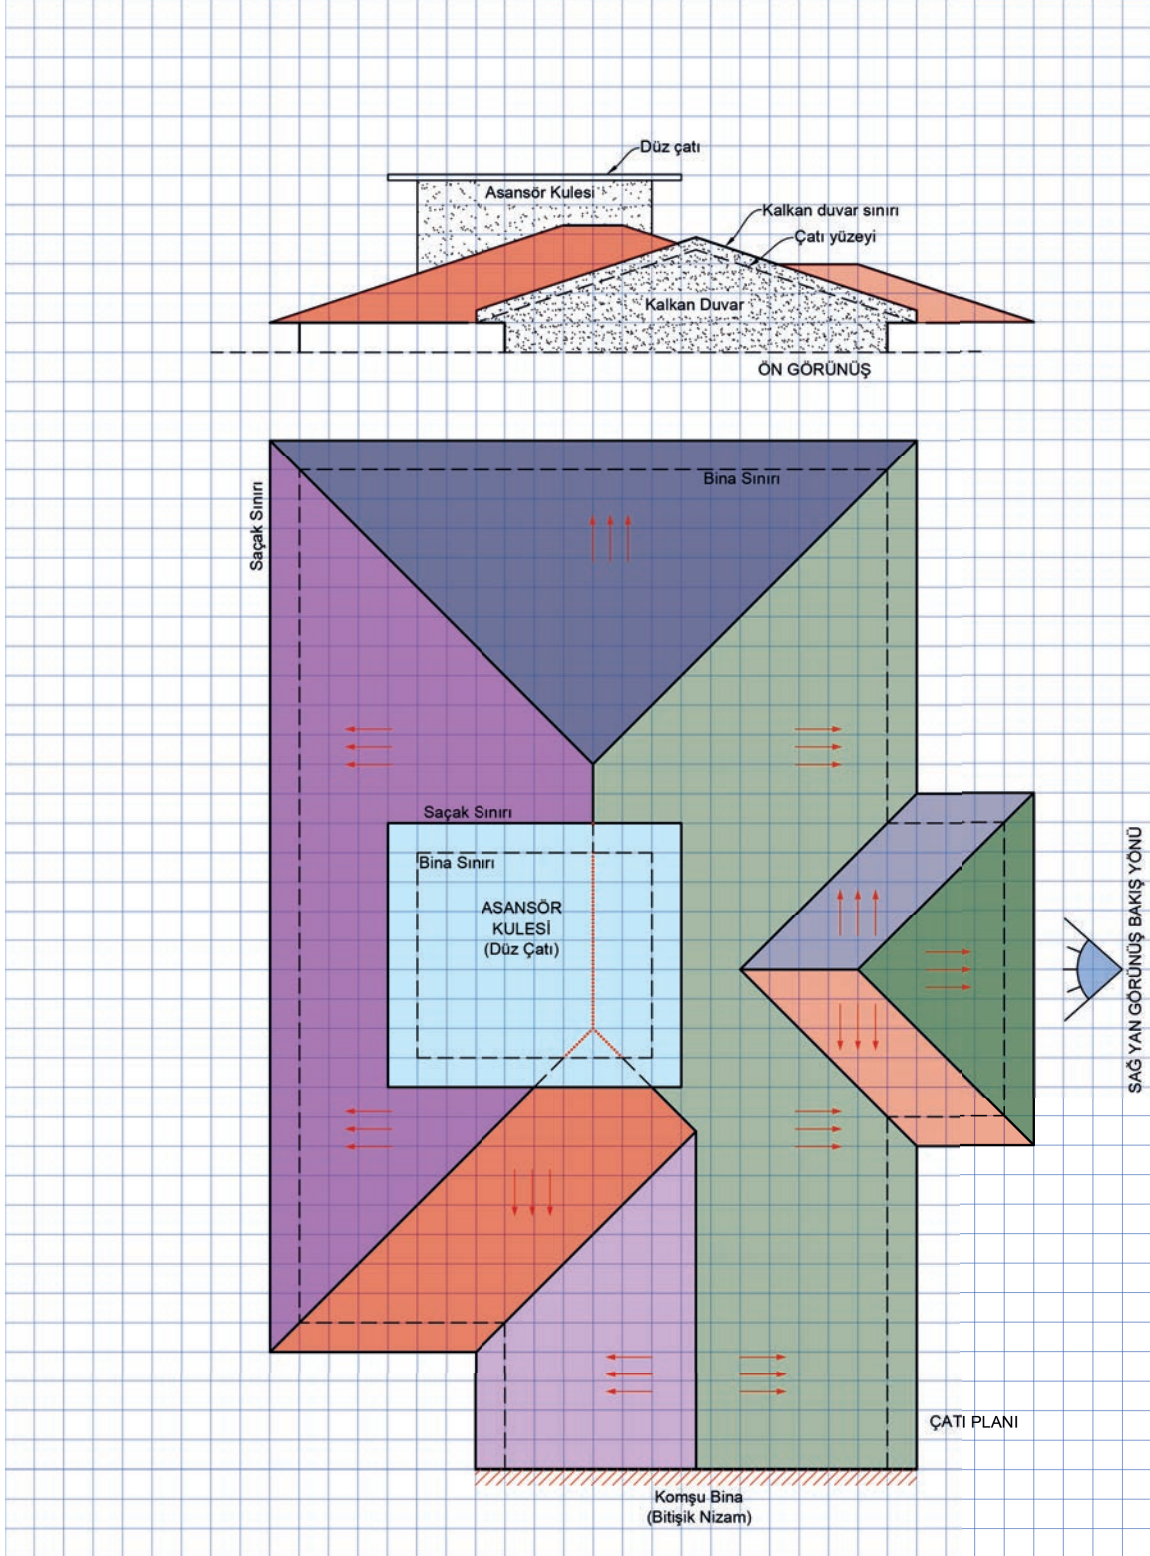 Düz çatı
Asansör Kulesi
Kalkan duvar sınırı
Çatı yüzeyi
Kalkan Duvar
ÖN GÖRÜNÜŞ
Bina Sınırı
Saçak Sınırı
Saçak Sınırı
Bina Sınırı
ASANSÖR
KULESİ
(Düz Çatı)
SAĞ YAN GÖRÜNÜŞ BAKIŞ YÖNÜ
ÇATI PLANI
Komşu Bina
(Bitişik Nizam)